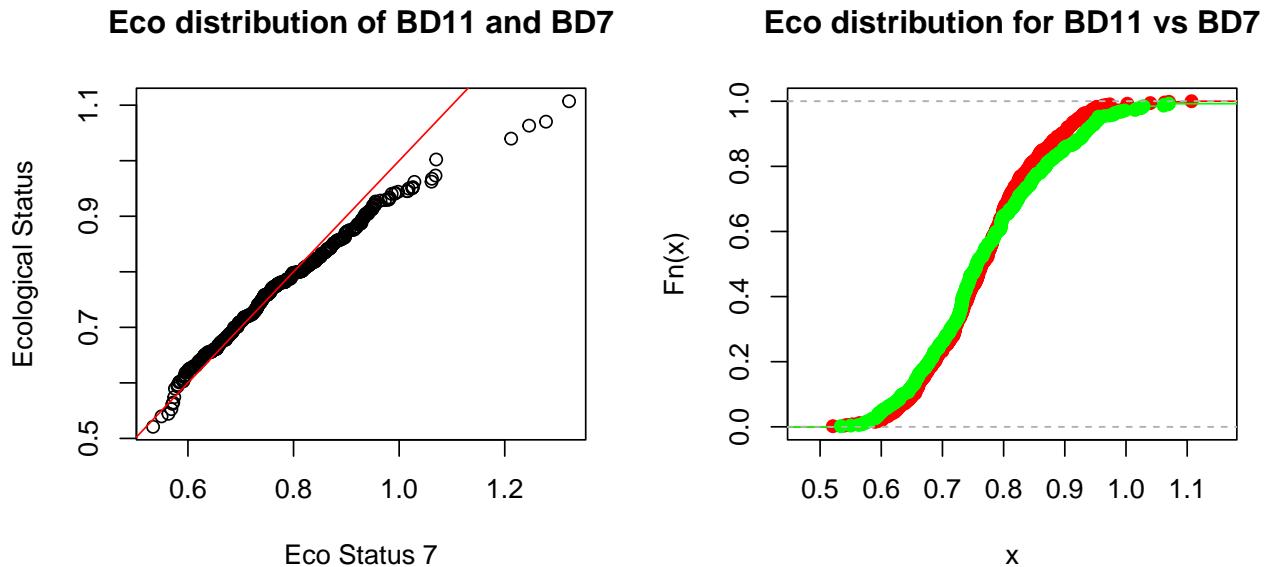 Eco distribution of BD11 and BD7
Ecological Status
1.1
0.9
0.7
0.5
0.6 0.8 1.0 1.2
Eco Status 7
Eco distribution for BD11 vs BD7
Fn(x)
1.0
0.8
0.6
0.4
0.2
0.0
0.5 0.6 0.7 0.8 0.9 1.0 1.1
x